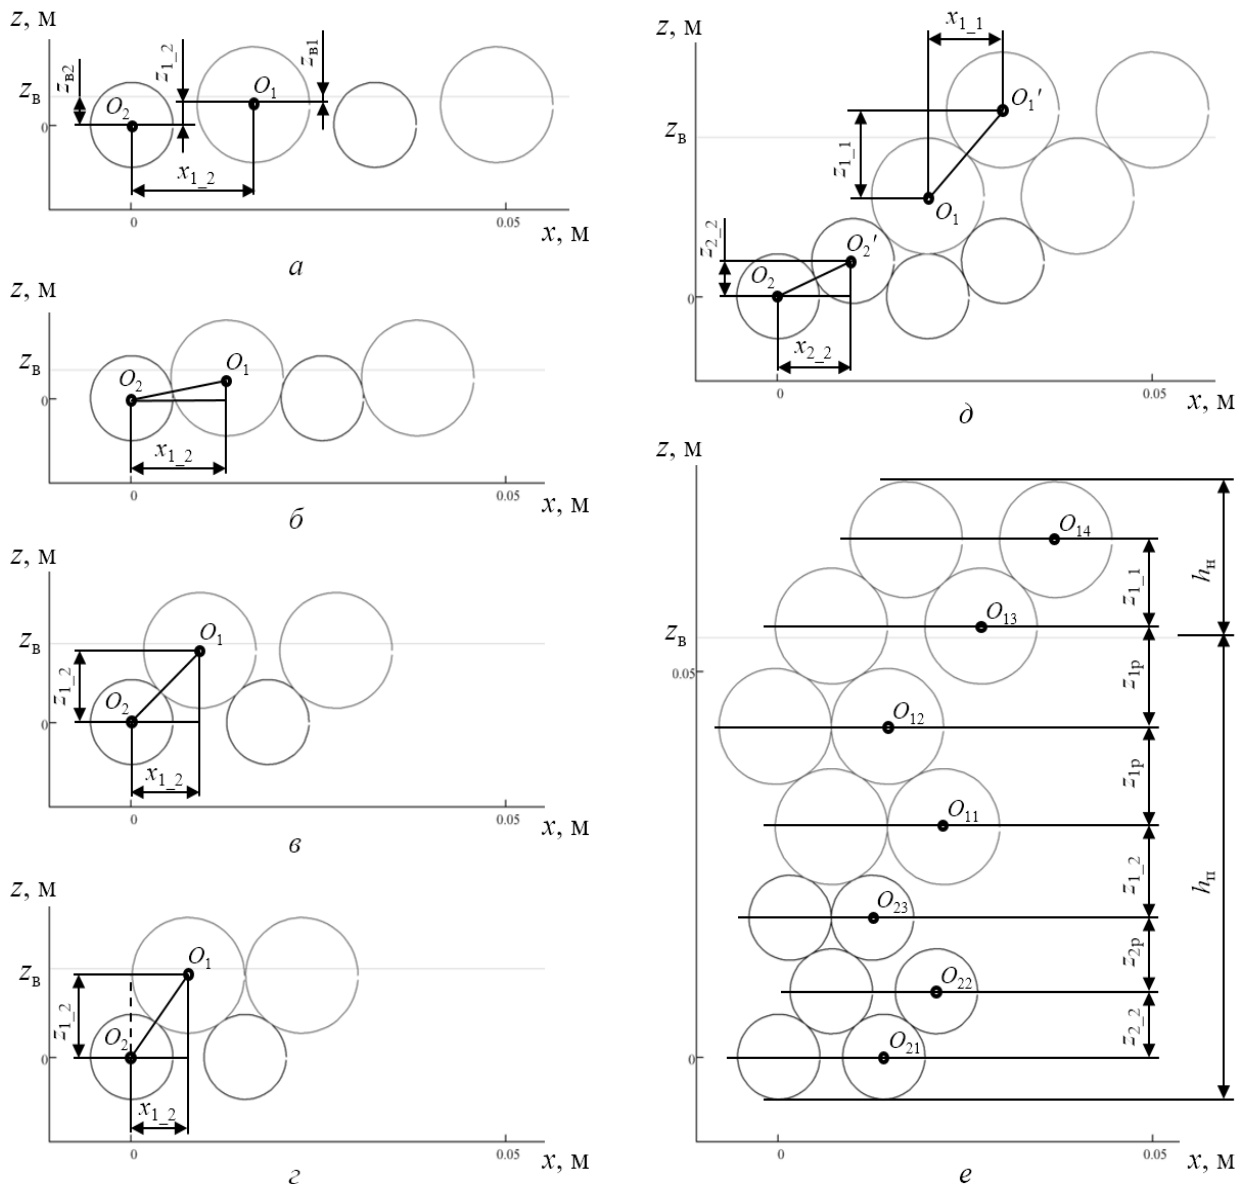 z, м
z_в2
z_1_2
z_в1
z_в
O_2
O_1
0
x_1_2
0
0.05
x, м
а
z, м
z_в
O_2
O_1
0
x_1_2
0
0.05
x, м
б
z, м
z_в
O_1
z_1_2
O_2
0
x_1_2
0
0.05
x, м
в
z, м
z_в
O_1
z_1_2
O_2
0
x_1_2
0
0.05
x, м
г
z, м
x_1_1
O_1′
z_в
z_1_1
O_1
z_2_2
O_2′
O_2
0
x_2_2
0
0.05
x, м
д
z, м
O_14
z_1_1
h_н
O_13
z_в
0.05
z_1р
O_12
z_1р
O_11
z_1_2
h_п
O_23
z_2р
O_22
z_2_2
O_21
0
0
0.05
x, м
е